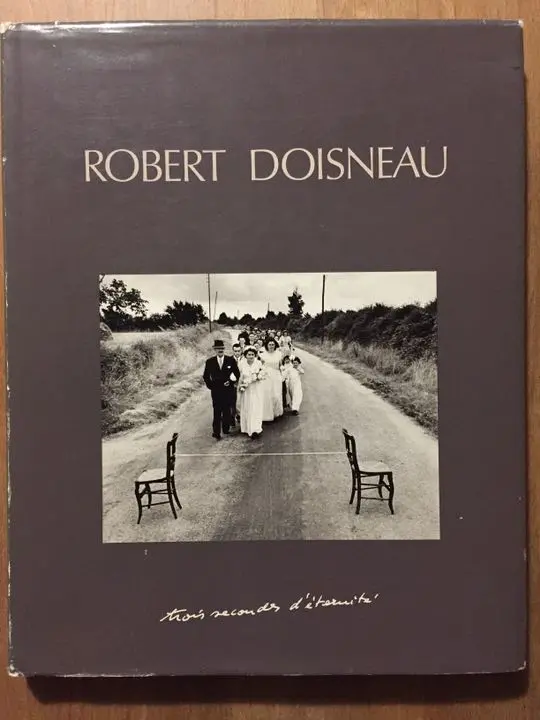 ROBERT DOISNEAU
trois secondes d'éternité